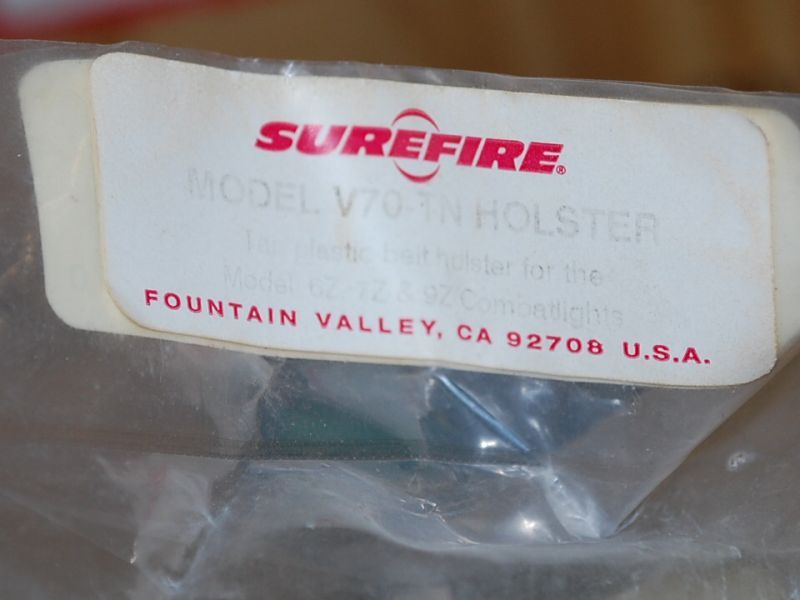 SUREFIRE®
MODEL V70-TN HOLSTER
Tan plastic belt holster for the
Model 6Z, 7Z & 9Z Combatlights
FOUNTAIN VALLEY, CA 92708 U.S.A.